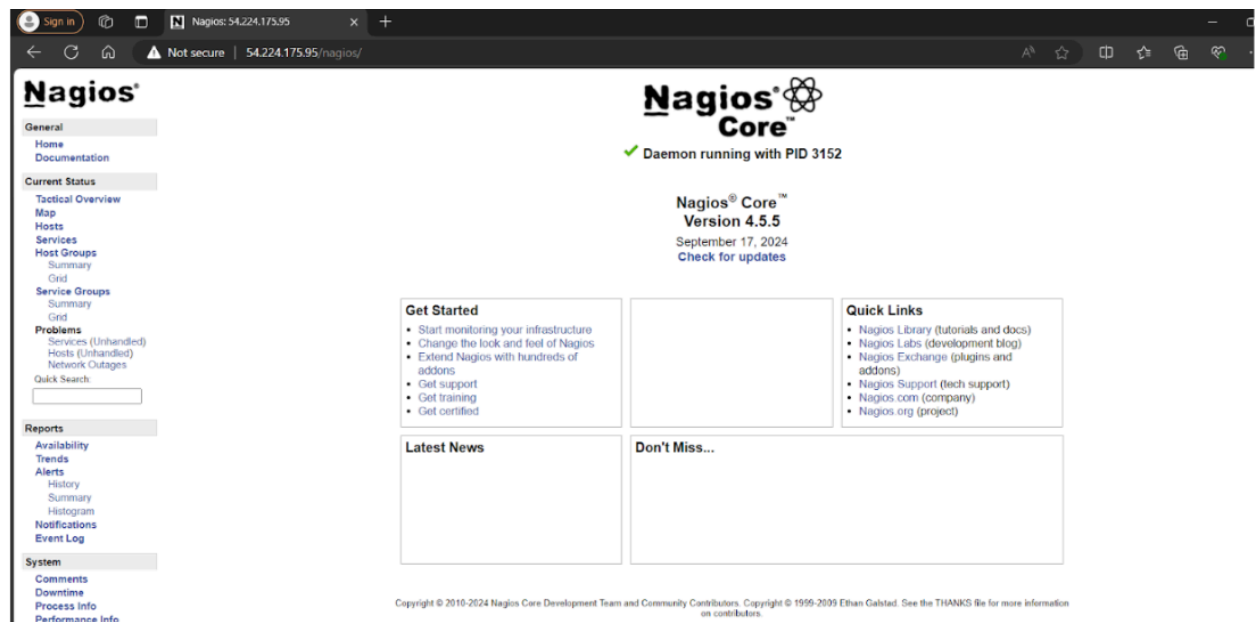 Sign in
Nagios: 54.224.175.95
Not secure | 54.224.175.95/nagios/
Nagios®
General
Home
Documentation
Current Status
Tactical Overview
Map
Hosts
Services
Host Groups
Summary
Grid
Service Groups
Summary
Grid
Problems
Services (Unhandled)
Hosts (Unhandled)
Network Outages
Quick Search:
Reports
Availability
Trends
Alerts
History
Summary
Histogram
Notifications
Event Log
System
Comments
Downtime
Process Info
Performance Info
Nagios®
Core™
Daemon running with PID 3152
Nagios® Core™
Version 4.5.5
September 17, 2024
Check for updates
Get Started
• Start monitoring your infrastructure
• Change the look and feel of Nagios
• Extend Nagios with hundreds of
addons
• Get support
• Get training
• Get certified
Quick Links
• Nagios Library (tutorials and docs)
• Nagios Labs (development blog)
• Nagios Exchange (plugins and
addons)
• Nagios Support (tech support)
• Nagios.com (company)
• Nagios.org (project)
Latest News
Don't Miss...
Copyright © 2010-2024 Nagios Core Development Team and Community Contributors. Copyright © 1999-2009 Ethan Galstad. See the THANKS file for more information
on contributors.